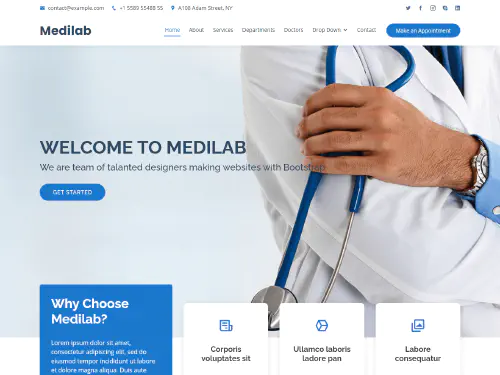 contact@example.com +1 5589 55488 55 A108 Adam Street, NY
Medilab Home About Services Departments Doctors Drop Down Contact Make an Appointment
WELCOME TO MEDILAB
We are team of talanted designers making websites with Bootstrap
GET STARTED
Why Choose
Medilab?
Lorem ipsum dolor sit amet,
consectetur adipiscing elit, sed do
eiusmod tempor incididunt ut labore
et dolore magna aliqua. Duis aute
Corporis
voluptates sit
Ullamco laboris
ladore pan
Labore
consequatur